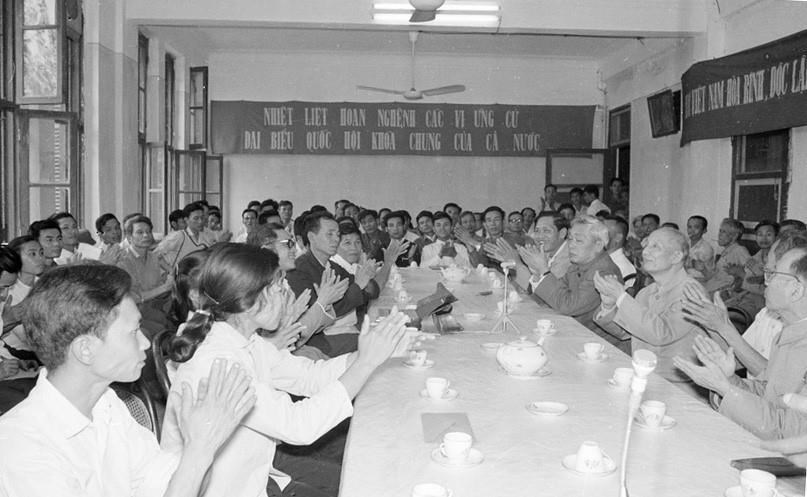 NHIỆT LIỆT HOAN NGHÊNH CÁC VỊ ỨNG CỬ
ĐẠI BIỂU QUỐC HỘI KHÓA CHUNG CỦA CẢ NƯỚC
VIỆT NAM HÒA BÌNH, ĐỘC LẬ